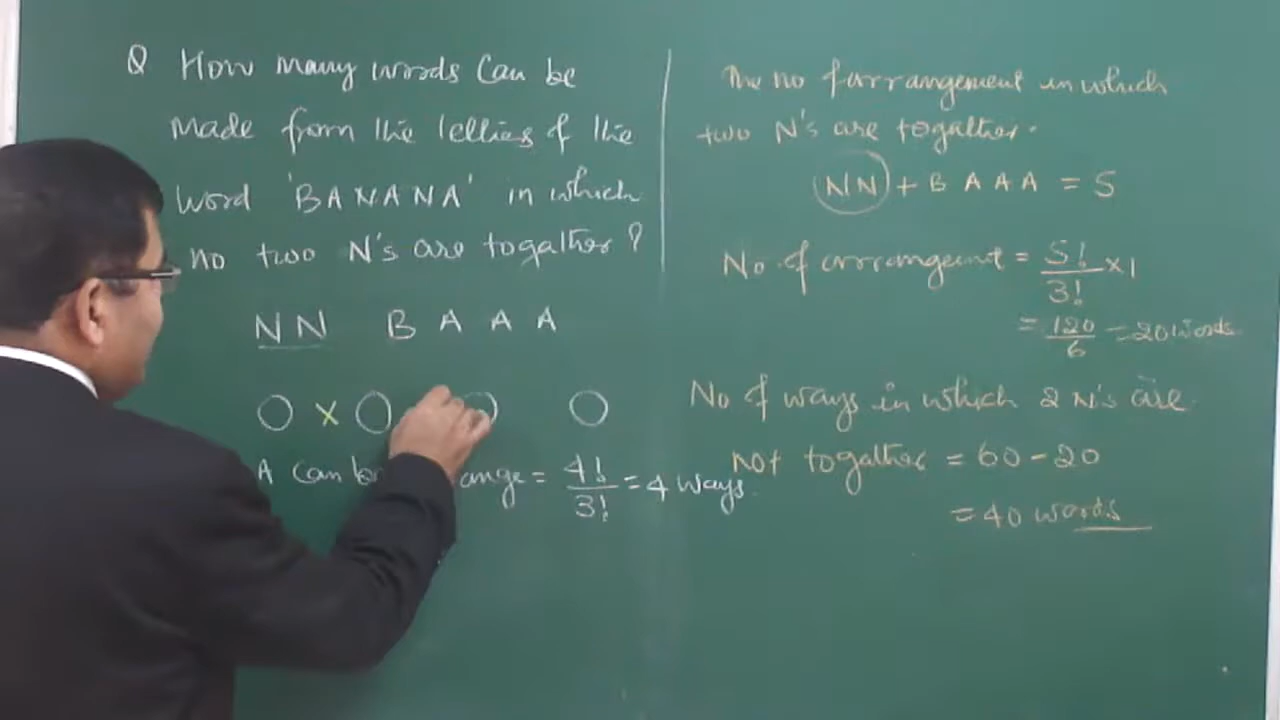 Q How many words can be
made from the letters of the
word 'BANANA' in which
no two N's are togather?
NN B A A A
O × O O O
A can be ange = 4!/3! = 4 ways.
The no of arrangement in which
two N's are togather.
NN + B A A A = 5
No. of arrangement = 5!/3! × 1
= 120/6 = 20 words
No of ways in which 2 N's are
Not togather = 60 - 20
= 40 words